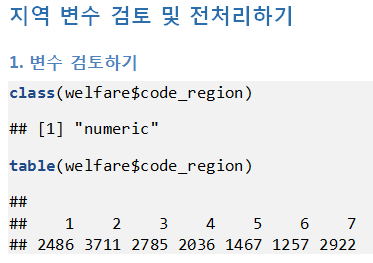 지역 변수 검토 및 전처리하기
1. 변수 검토하기
class(welfare$code_region)
## [1] "numeric"
table(welfare$code_region)
##
##    1    2    3    4    5    6    7
## 2486 3711 2785 2036 1467 1257 2922